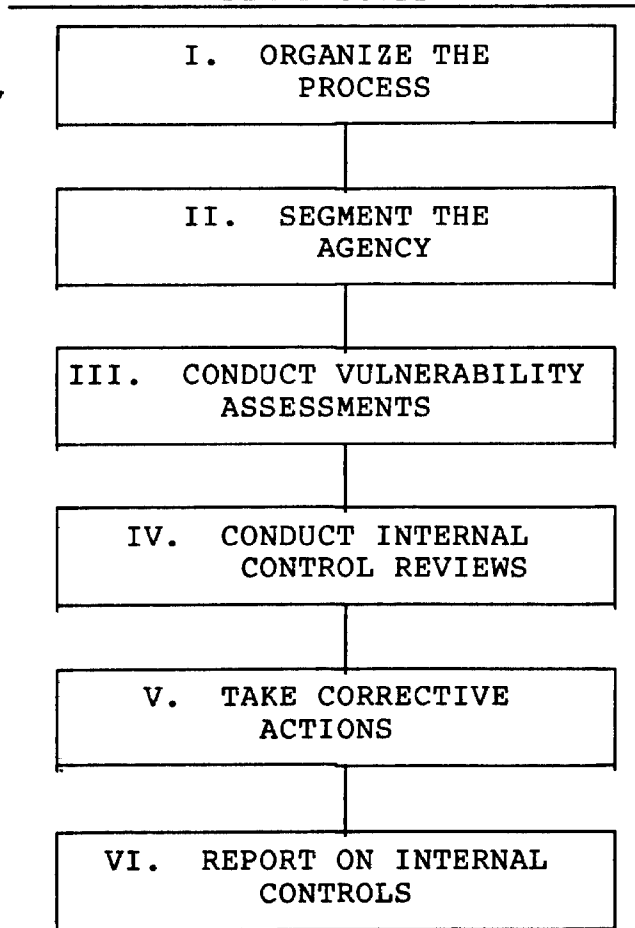 I. ORGANIZE THE
PROCESS
II. SEGMENT THE
AGENCY
III. CONDUCT VULNERABILITY
ASSESSMENTS
IV. CONDUCT INTERNAL
CONTROL REVIEWS
V. TAKE CORRECTIVE
ACTIONS
VI. REPORT ON INTERNAL
CONTROLS